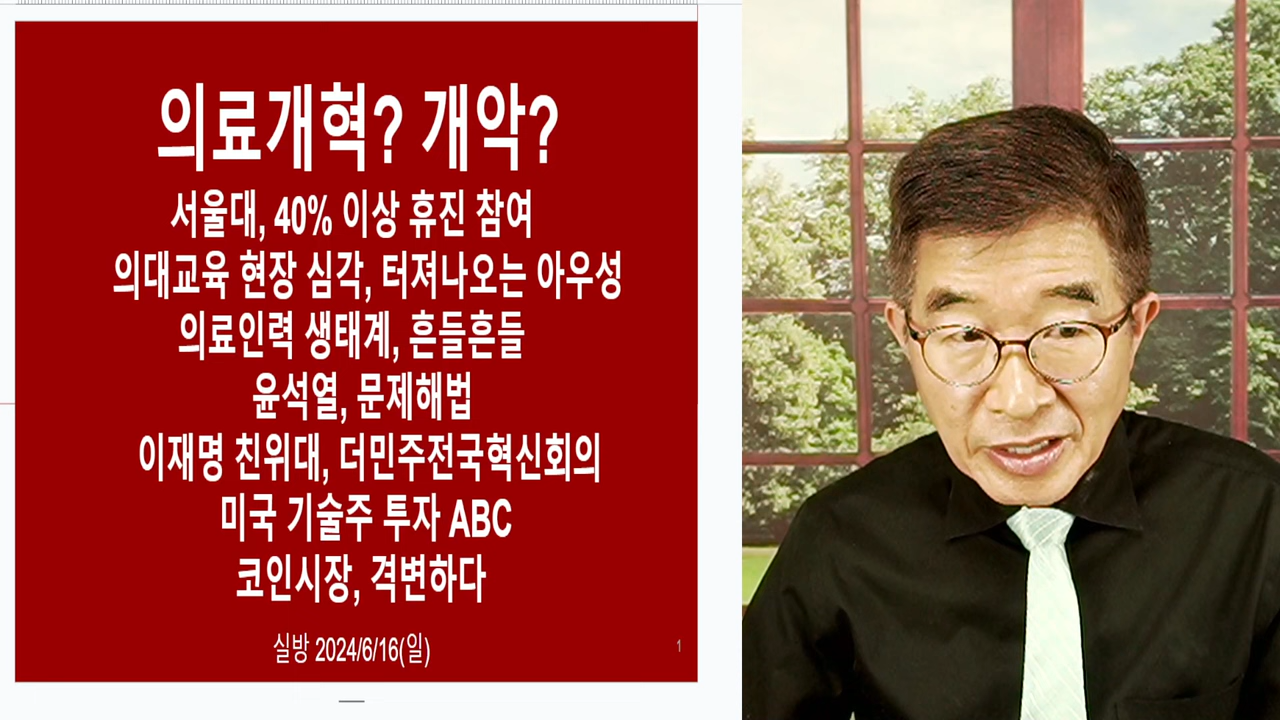 의료개혁? 개악?
서울대, 40% 이상 휴진 참여
의대교육 현장 심각, 터져나오는 아우성
의료인력 생태계, 흔들흔들
윤석열, 문제해법
이재명 친위대, 더민주전국혁신회의
미국 기술주 투자 ABC
코인시장, 격변하다
실방 2024/6/16(일)
1